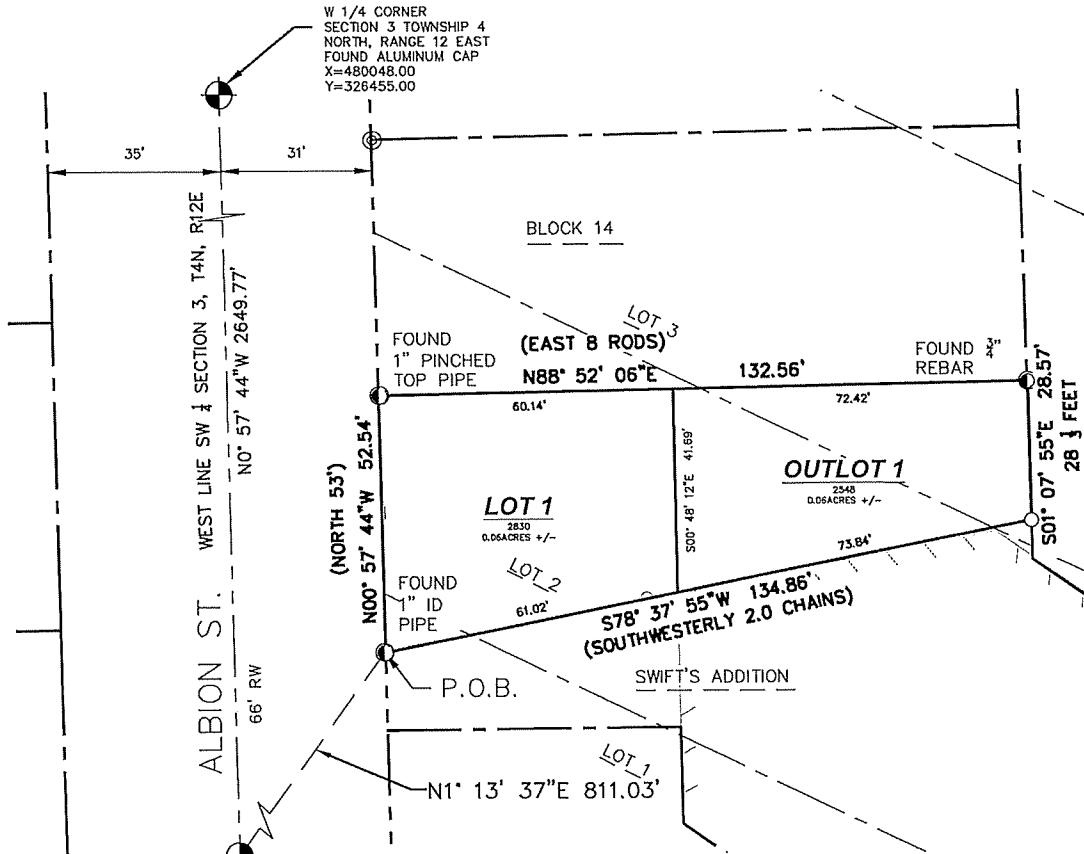 W 1/4 CORNER
SECTION 3 TOWNSHIP 4
NORTH, RANGE 12 EAST
FOUND ALUMINUM CAP
X=480048.00
Y=326455.00
35'
31'
WEST LINE SW 1/4 SECTION 3, T4N, R12E
N0° 57' 44"W 2649.77'
ALBION ST.
66' RW
BLOCK 14
LOT 3
FOUND
1" PINCHED
TOP PIPE
(EAST 8 RODS)
N88° 52' 06"E 132.56'
FOUND 3/4"
REBAR
60.14'
72.42'
(NORTH 53')
N00° 57' 44"W 52.54'
S00° 48' 12"E 41.69'
S01° 07' 55"E 28.57'
28 1/3 FEET
LOT 1
2830
0.06ACRES +/-
OUTLOT 1
2548
0.06ACRES +/-
LOT 2
FOUND
1" ID
PIPE
61.02'
73.84'
S78° 37' 55"W 134.86'
(SOUTHWESTERLY 2.0 CHAINS)
P.O.B.
SWIFT'S ADDITION
LOT 1
N1° 13' 37"E 811.03'